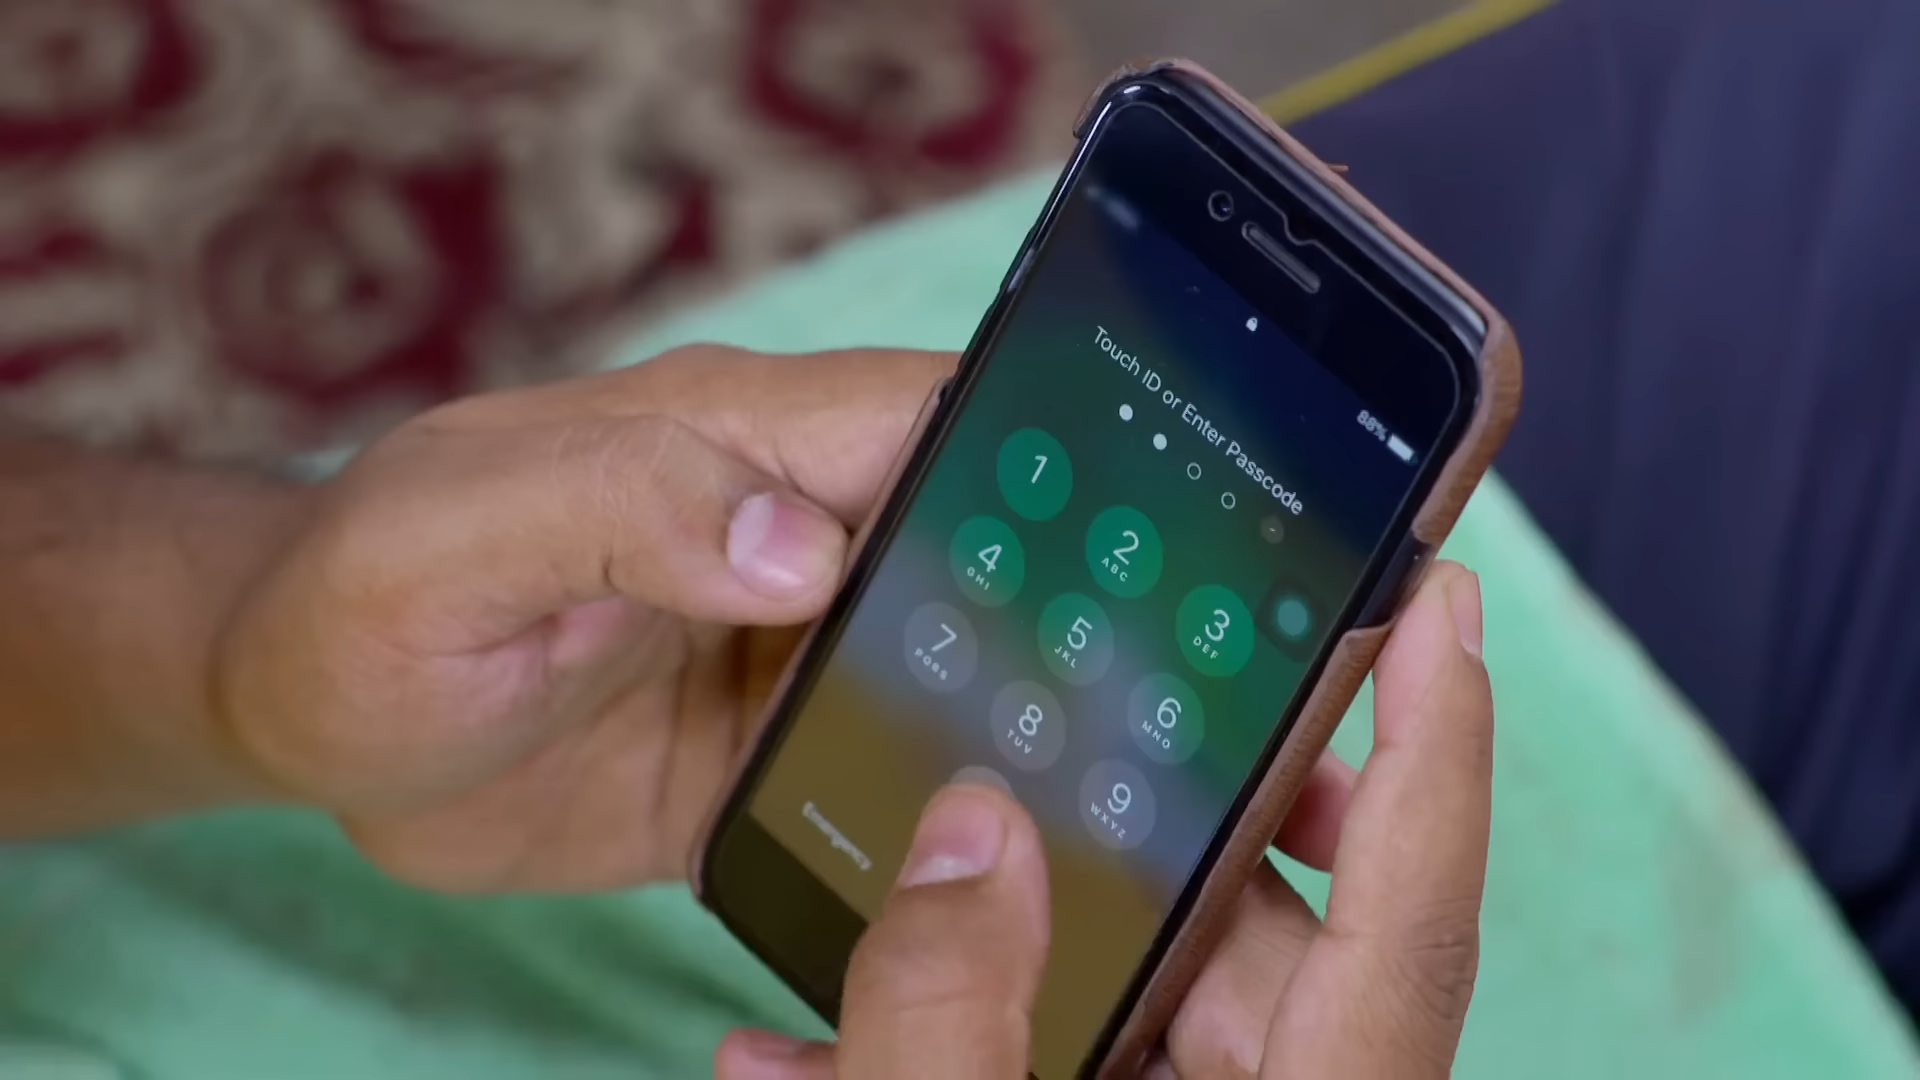 88%
Touch ID or Enter Passcode
1
2
ABC
3
DEF
4
GHI
5
JKL
6
MNO
7
PQRS
8
TUV
9
WXYZ
Emergency